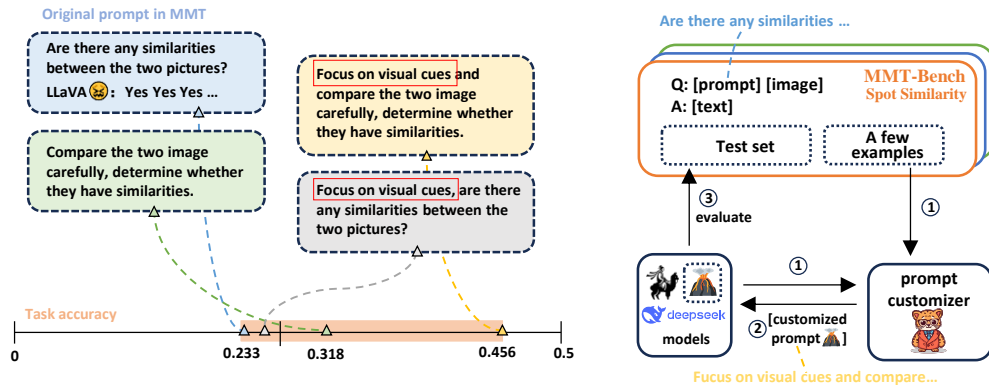 Original prompt in MMT
Are there any similarities
between the two pictures?
LLaVA😖: Yes Yes Yes …
Compare the two image
carefully, determine whether
they have similarities.
Focus on visual cues and
compare the two image
carefully, determine whether
they have similarities.
Focus on visual cues, are there
any similarities between the
two pictures?
Task accuracy
0
0.233
0.318
0.456
0.5
Are there any similarities …
Q: [prompt] [image]
A: [text]
MMT-Bench
Spot Similarity
Test set
A few
examples
③
evaluate
①
①
②
deepseek
models
[customized
prompt🌋]
prompt
customizer
Fucus on visual cues and compare…